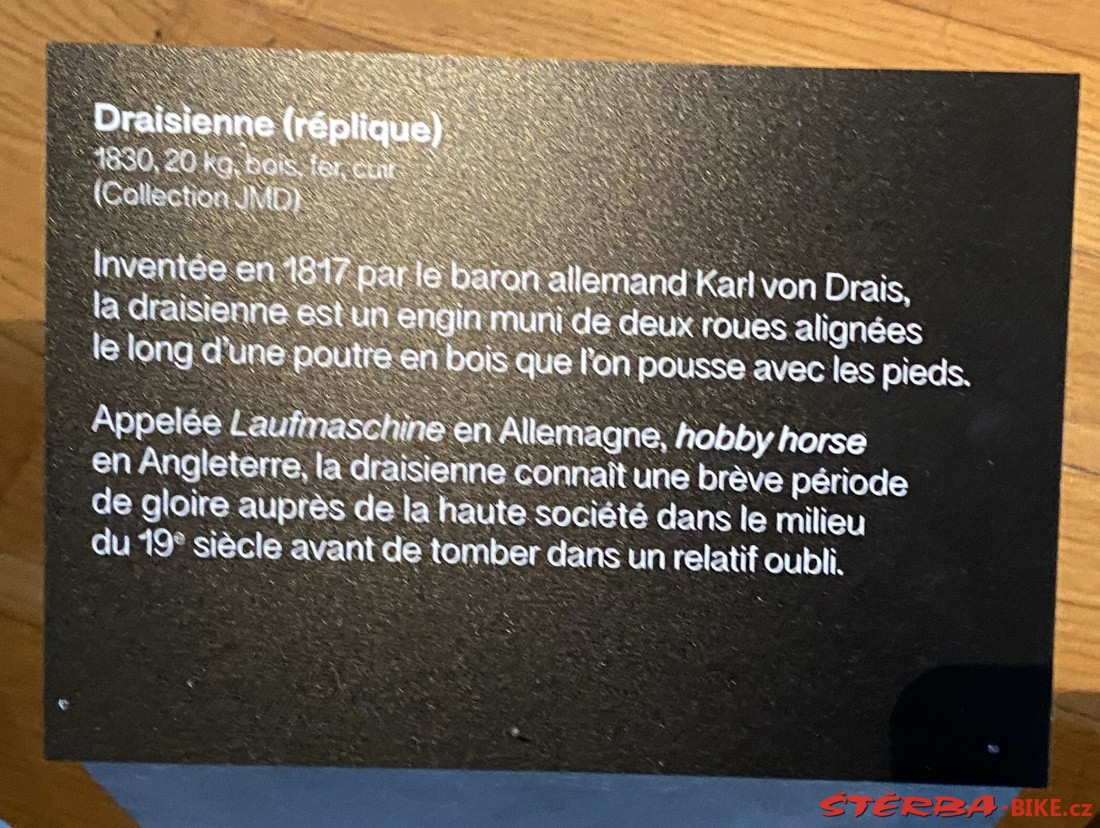 Draisienne (réplique)
1830, 20 kg, bois, fer, cuir
(Collection JMD)
Inventée en 1817 par le baron allemand Karl von Drais,
la draisienne est un engin muni de deux roues alignées
le long d’une poutre en bois que l’on pousse avec les pieds.
Appelée Laufmaschine en Allemagne, hobby horse
en Angleterre, la draisienne connaît une brève période
de gloire auprès de la haute société dans le milieu
du 19e siècle avant de tomber dans un relatif oubli.
ŠTĚRBA-BIKE.cz